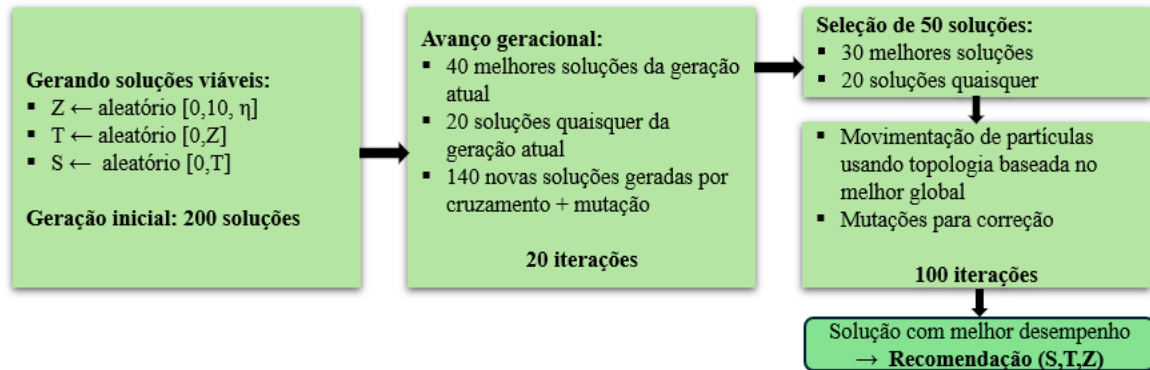 Gerando soluções viáveis:
▪ Z ← aleatório [0,10, η]
▪ T ← aleatório [0,Z]
▪ S ← aleatório [0,T]
Geração inicial: 200 soluções
Avanço geracional:
▪ 40 melhores soluções da geração
atual
▪ 20 soluções quaisquer da
geração atual
▪ 140 novas soluções geradas por
cruzamento + mutação
20 iterações
Seleção de 50 soluções:
▪ 30 melhores soluções
▪ 20 soluções quaisquer
▪ Movimentação de partículas
usando topologia baseada no
melhor global
▪ Mutações para correção
100 iterações
Solução com melhor desempenho
→ Recomendação (S,T,Z)